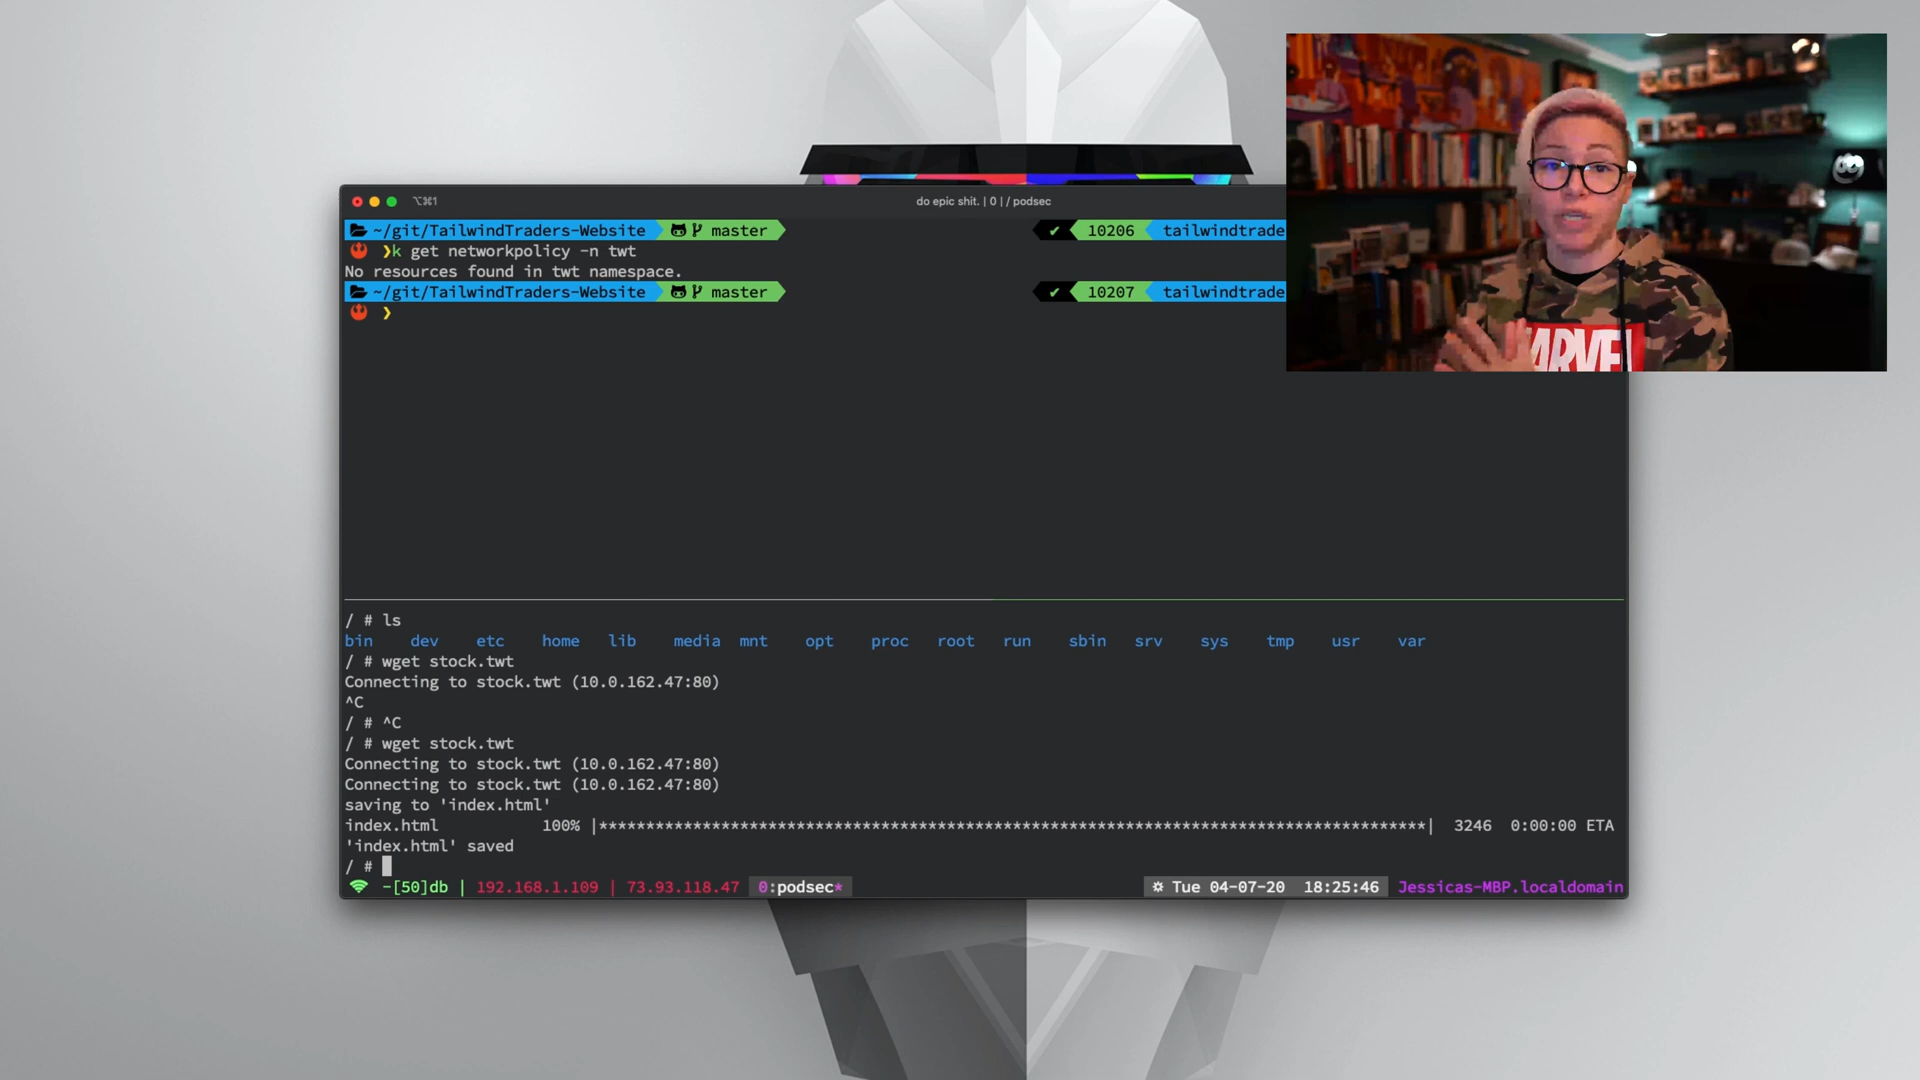 ⌥⌘1
do epic shit. | 0 | / podsec
~/git/TailwindTraders-Website master ✔ 10206 tailwindtrade
❯k get networkpolicy -n twt
No resources found in twt namespace.
~/git/TailwindTraders-Website master ✔ 10207 tailwindtrade
❯
/ # ls
bin dev etc home lib media mnt opt proc root run sbin srv sys tmp usr var
/ # wget stock.twt
Connecting to stock.twt (10.0.162.47:80)
^C
/ # ^C
/ # wget stock.twt
Connecting to stock.twt (10.0.162.47:80)
Connecting to stock.twt (10.0.162.47:80)
saving to 'index.html'
index.html 100% |****************************************************************************************| 3246 0:00:00 ETA
'index.html' saved
/ #
-[50]db | 192.168.1.109 | 73.93.118.47 0:podsec* Tue 04-07-20 18:25:46 Jessicas-MBP.localdomain
ARVEL